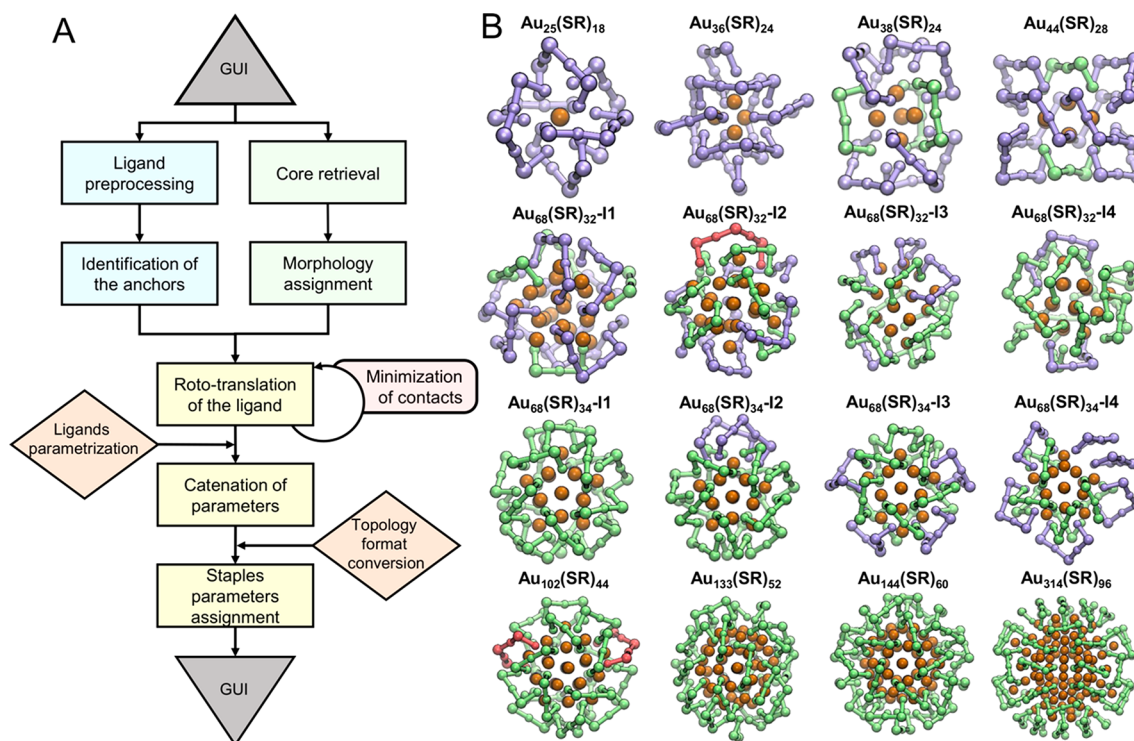 A
GUI
Ligand
preprocessing
Core retrieval
Identification of
the anchors
Morphology
assignment
Roto-translation
of the ligand
Minimization
of contacts
Ligands
parametrization
Catenation of
parameters
Topology
format
conversion
Staples
parameters
assignment
GUI
B
Au25(SR)18
Au36(SR)24
Au38(SR)24
Au44(SR)28
Au68(SR)32-I1
Au68(SR)32-I2
Au68(SR)32-I3
Au68(SR)32-I4
Au68(SR)34-I1
Au68(SR)34-I2
Au68(SR)34-I3
Au68(SR)34-I4
Au102(SR)44
Au133(SR)52
Au144(SR)60
Au314(SR)96